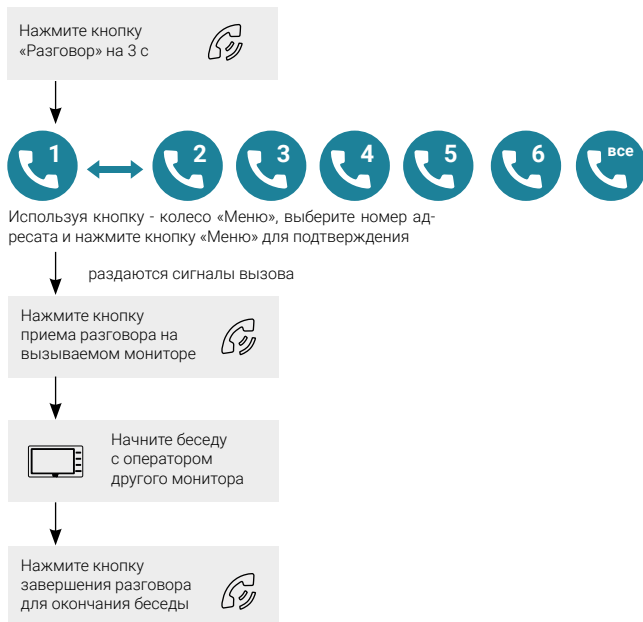 Нажмите кнопку
«Разговор» на 3 с
1 2 3 4 5 6 все
Используя кнопку - колесо «Меню», выберите номер ад-
ресата и нажмите кнопку «Меню» для подтверждения
раздаются сигналы вызова
Нажмите кнопку
приема разговора на
вызываемом мониторе
Начните беседу
с оператором
другого монитора
Нажмите кнопку
завершения разговора
для окончания беседы